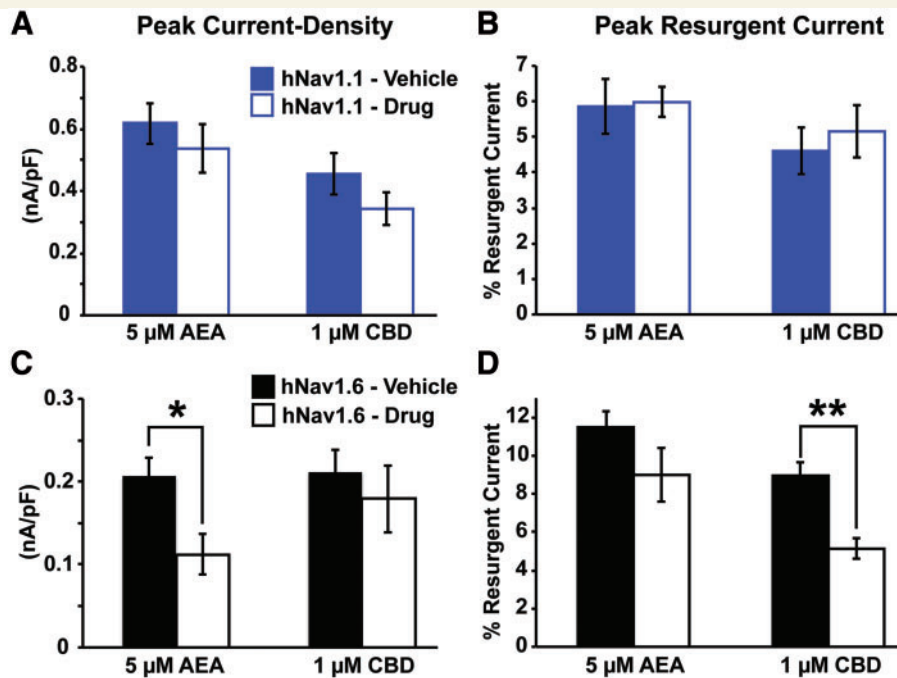 A Peak Current-Density
0.8
0.6
0.4
0.2
0
(nA/pF)
hNav1.1 - Vehicle
hNav1.1 - Drug
5 µM AEA 1 µM CBD
B Peak Resurgent Current
7
6
5
4
3
2
1
0
% Resurgent Current
5 µM AEA 1 µM CBD
C
0.3
0.2
0.1
0
(nA/pF)
hNav1.6 - Vehicle
hNav1.6 - Drug
*
5 µM AEA 1 µM CBD
D
12
10
8
6
4
2
0
% Resurgent Current
**
5 µM AEA 1 µM CBD